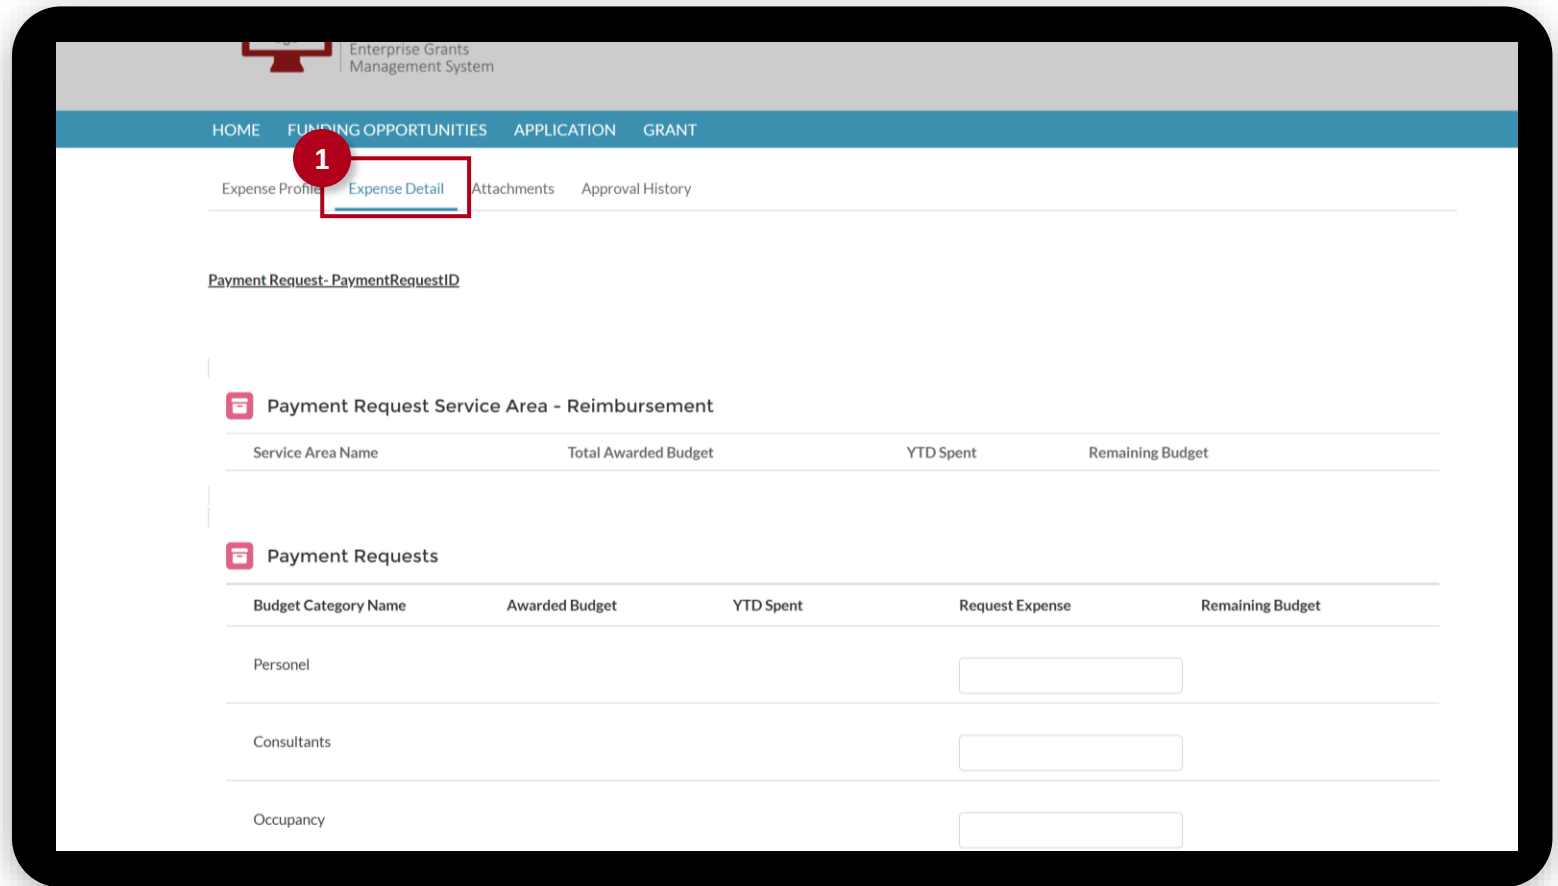 Enterprise Grants
Management System
HOME FUNDING OPPORTUNITIES APPLICATION GRANT
1
Expense Profile Expense Detail Attachments Approval History
Payment Request- PaymentRequestID
Payment Request Service Area - Reimbursement
Service Area Name Total Awarded Budget YTD Spent Remaining Budget
Payment Requests
Budget Category Name Awarded Budget YTD Spent Request Expense Remaining Budget
Personel
Consultants
Occupancy